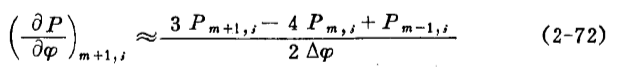 (∂P/∂φ)_{m+1,i} ≈ (3 P_{m+1,i} − 4 P_{m,i} + P_{m−1,i}) / (2 Δφ) (2-72)